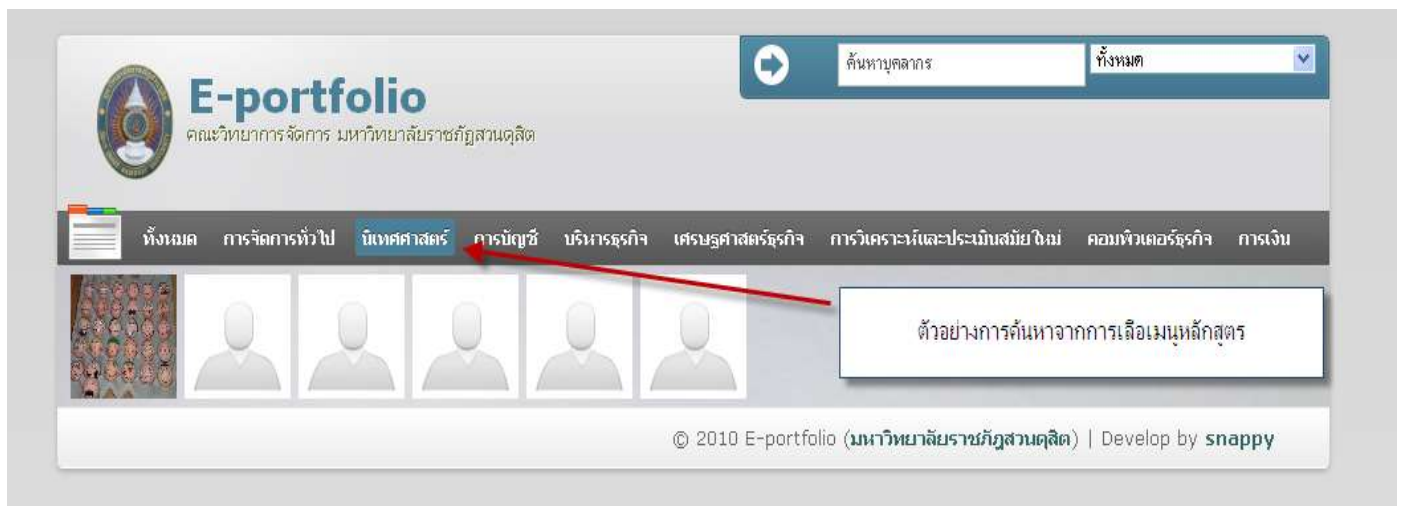 ค้นหาบุคลากร ทั้งหมด
E-portfolio
คณะวิทยาการจัดการ มหาวิทยาลัยราชภัฏสวนดุสิต
ทั้งหมด การจัดการทั่วไป นิเทศศาสตร์ การบัญชี บริหารธุรกิจ เศรษฐศาสตร์ธุรกิจ การวิเคราะห์และประเมินสมัยใหม่ คอมพิวเตอร์ธุรกิจ การเงิน
ตัวอย่างการค้นหาจากการเลือเมนูหลักสูตร
© 2010 E-portfolio (มหาวิทยาลัยราชภัฏสวนดุสิต) | Develop by snappy